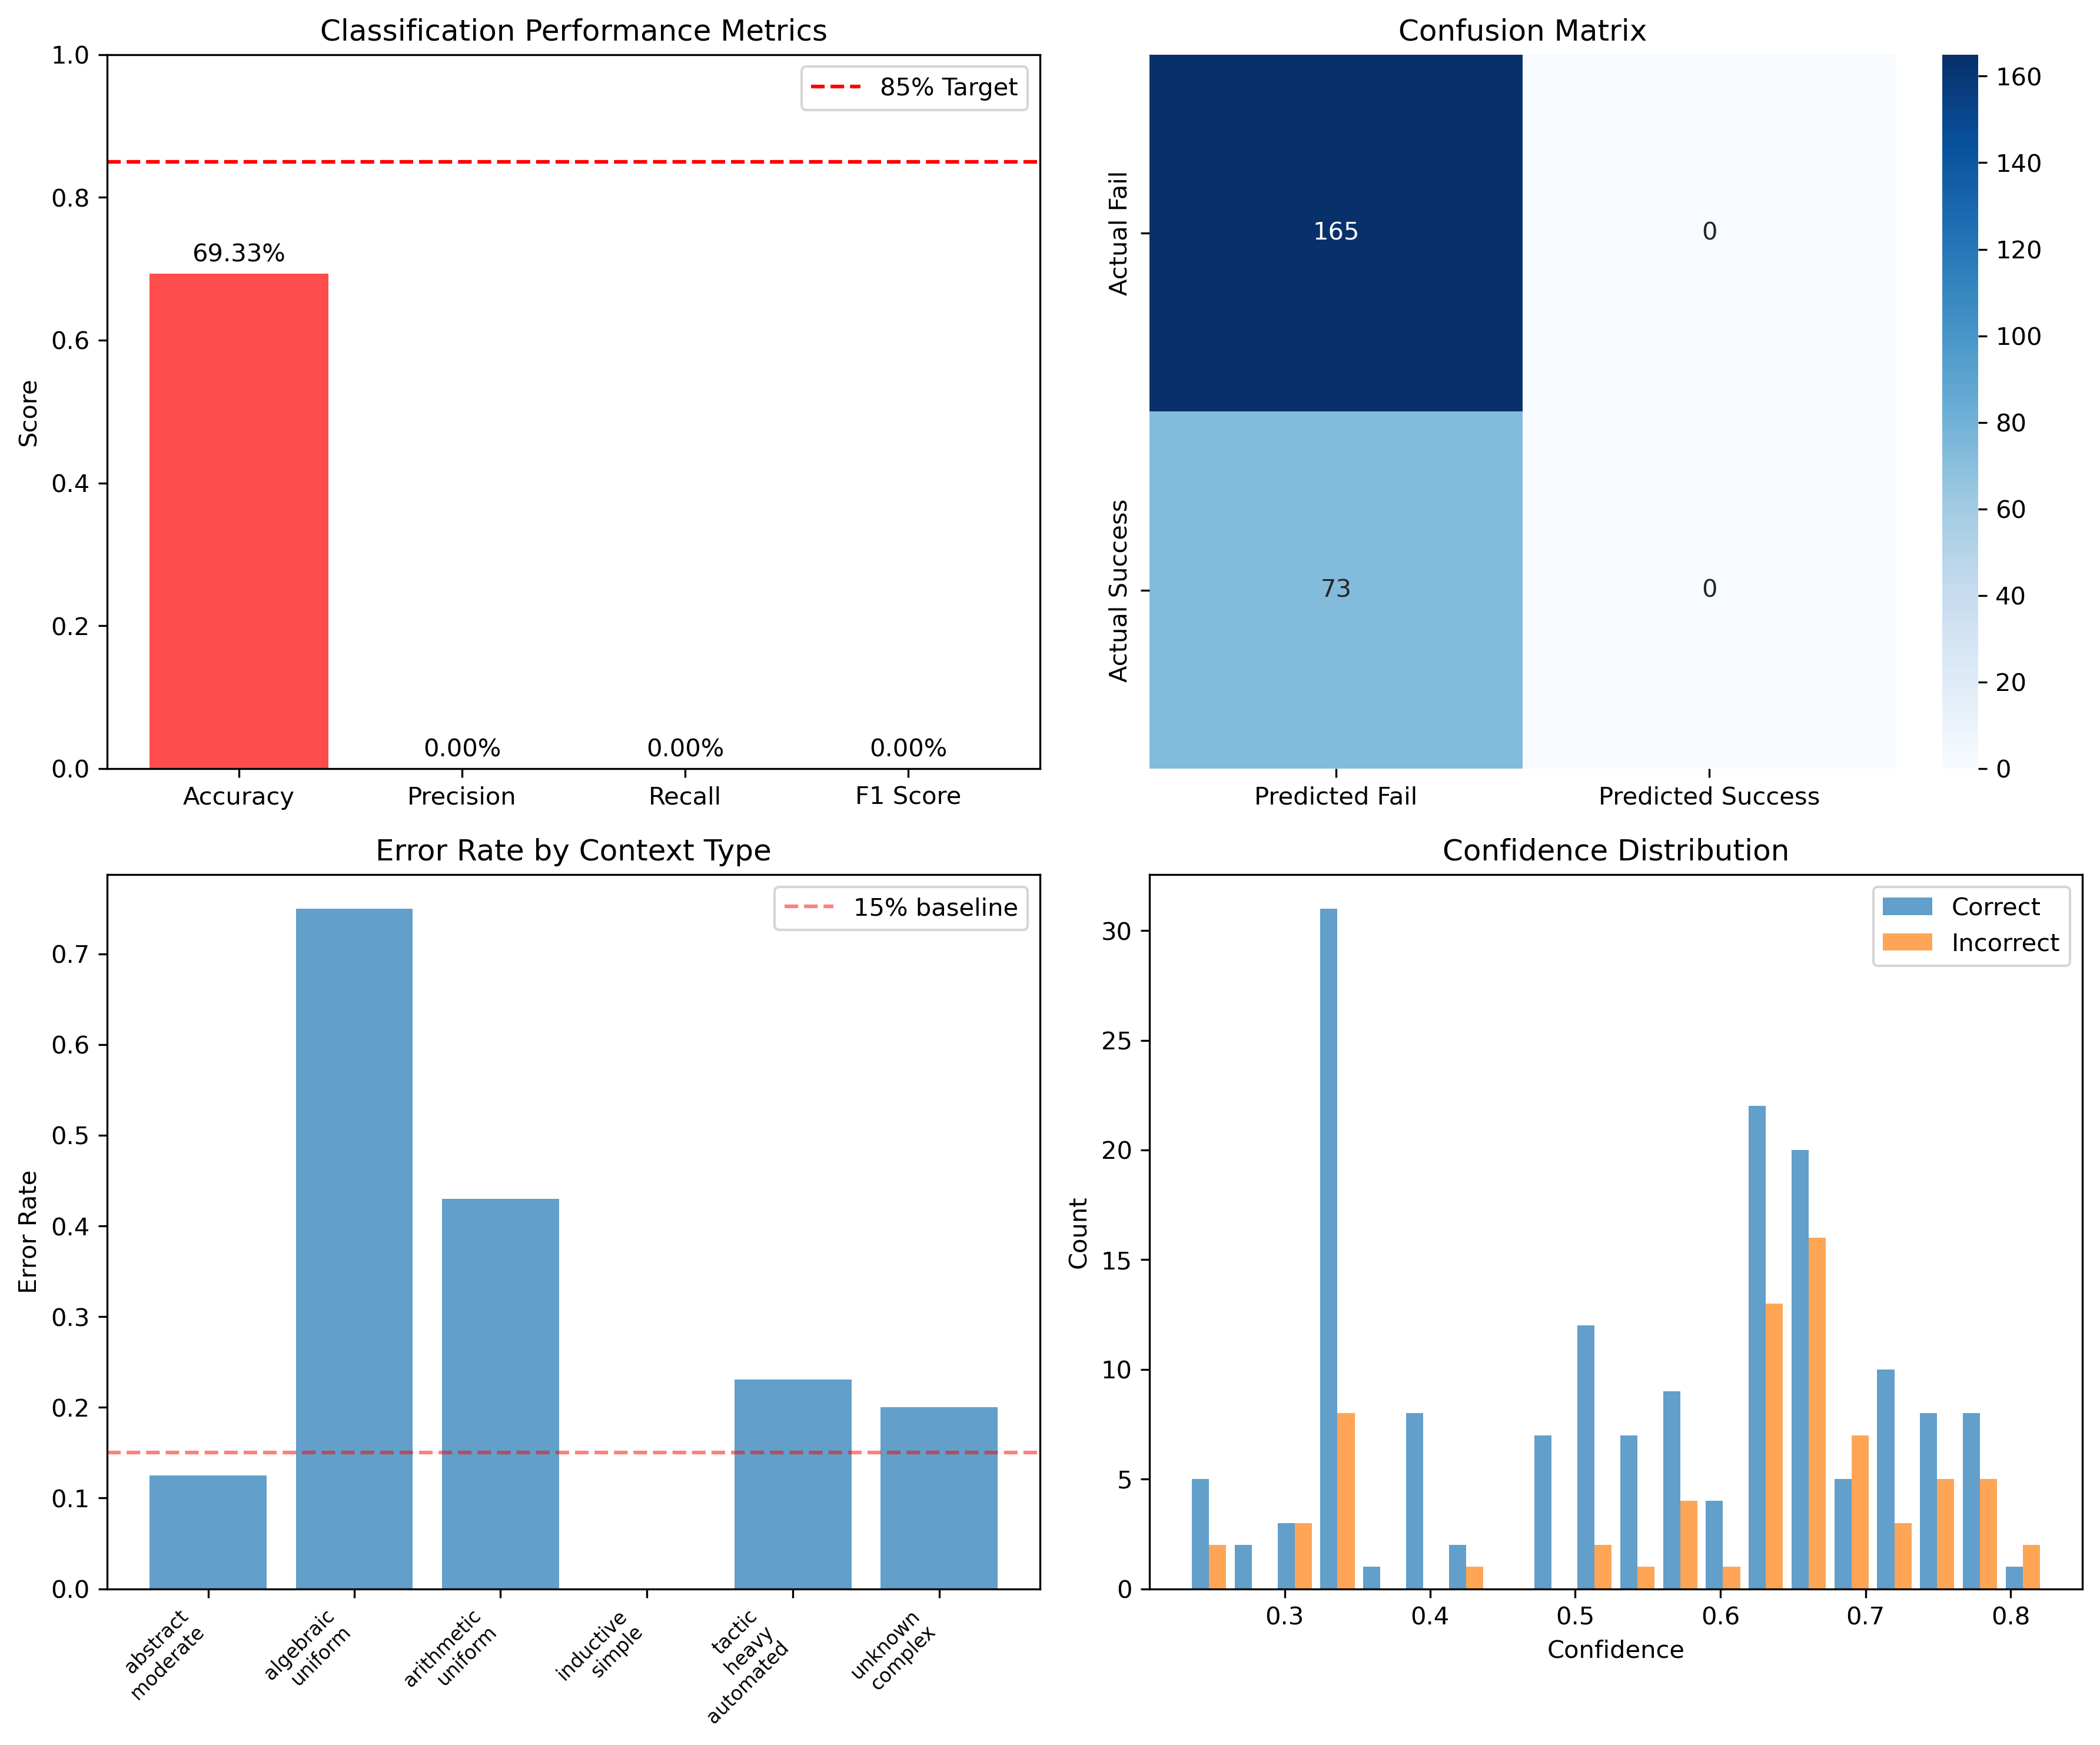 Classification Performance Metrics
1.0
0.8
0.6
0.4
0.2
0.0
Score
85% Target
69.33%
0.00%
0.00%
0.00%
Accuracy
Precision
Recall
F1 Score
Confusion Matrix
Actual Fail
Actual Success
165
0
73
0
Predicted Fail
Predicted Success
160
140
120
100
80
60
40
20
0
Error Rate by Context Type
0.7
0.6
0.5
0.4
0.3
0.2
0.1
0.0
Error Rate
15% baseline
abstract
moderate
algebraic
uniform
arithmetic
uniform
inductive
simple
tactic
heavy
automated
unknown
complex
Confidence Distribution
30
25
20
15
10
5
0
Count
Correct
Incorrect
0.3
0.4
0.5
0.6
0.7
0.8
Confidence